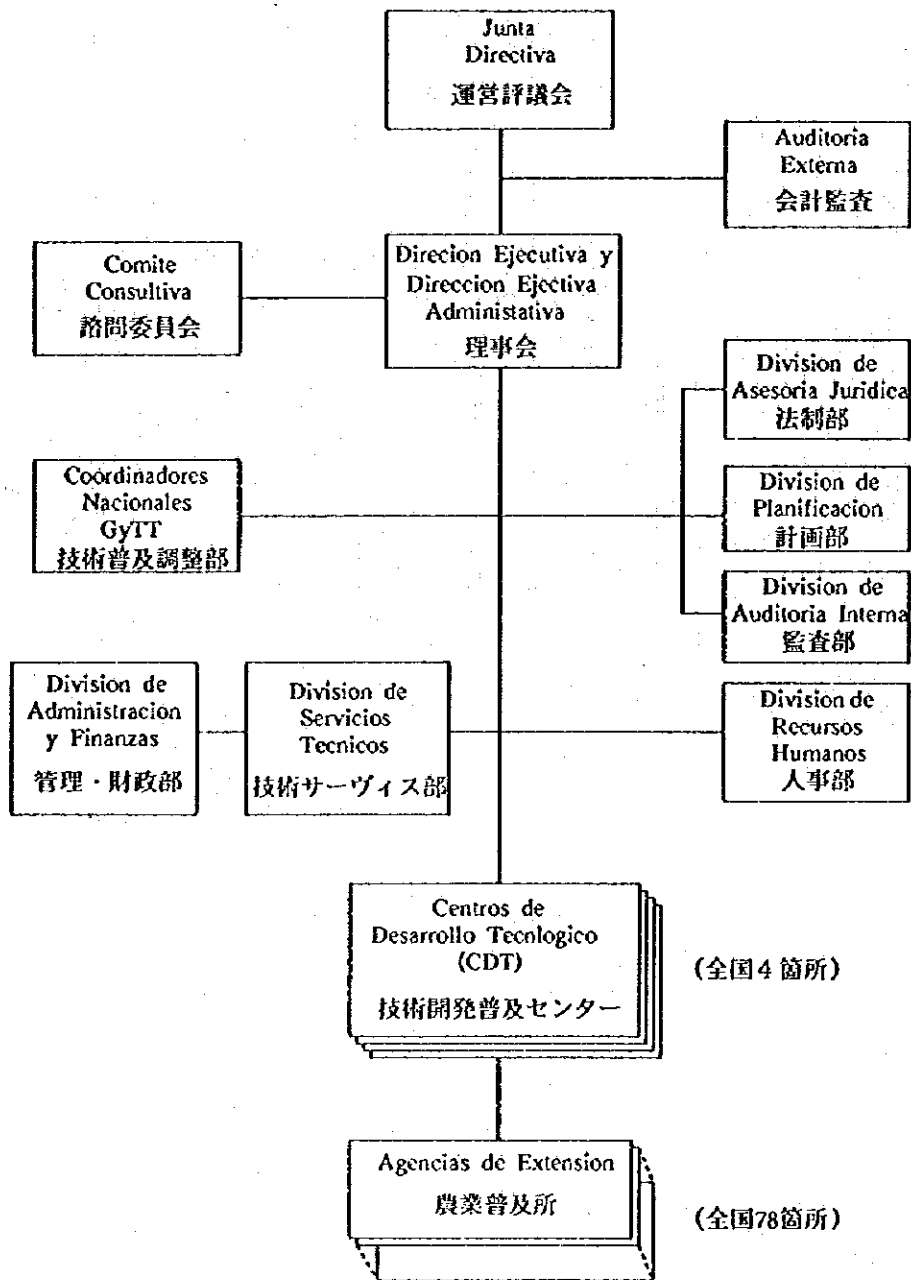 Junta
Directiva
運営評議会
Auditoria
Externa
会計監査
Comite
Consultiva
諮問委員会
Direcion Ejecutiva y
Direccion Ejectiva
Administativa
理事会
Division de
Asesoria Juridica
法制部
Coordinadores
Nacionales
GyTT
技術普及調整部
Division de
Planificacion
計画部
Division de
Auditoria Interna
監査部
Division de
Administracion
y Finanzas
管理・財政部
Division de
Servicios
Tecnicos
技術サーヴィス部
Division de
Recursos
Humanos
人事部
Centros de
Desarrollo Tecnologico
(CDT)
技術開発普及センター
(全国4箇所)
Agencias de Extension
農業普及所
(全国78箇所)